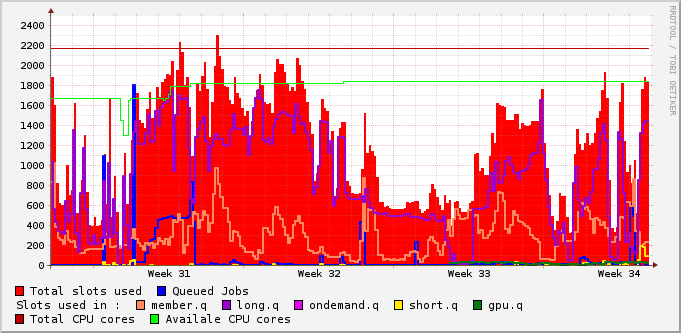 2400
2200
2000
1800
1600
1400
1200
1000
800
600
400
200
0
Week 31 Week 32 Week 33 Week 34
Total slots used Queued Jobs
Slots used in : member.q long.q ondemand.q short.q gpu.q
Total CPU cores Availale CPU cores
RRDTOOL / TOBI OETIKER